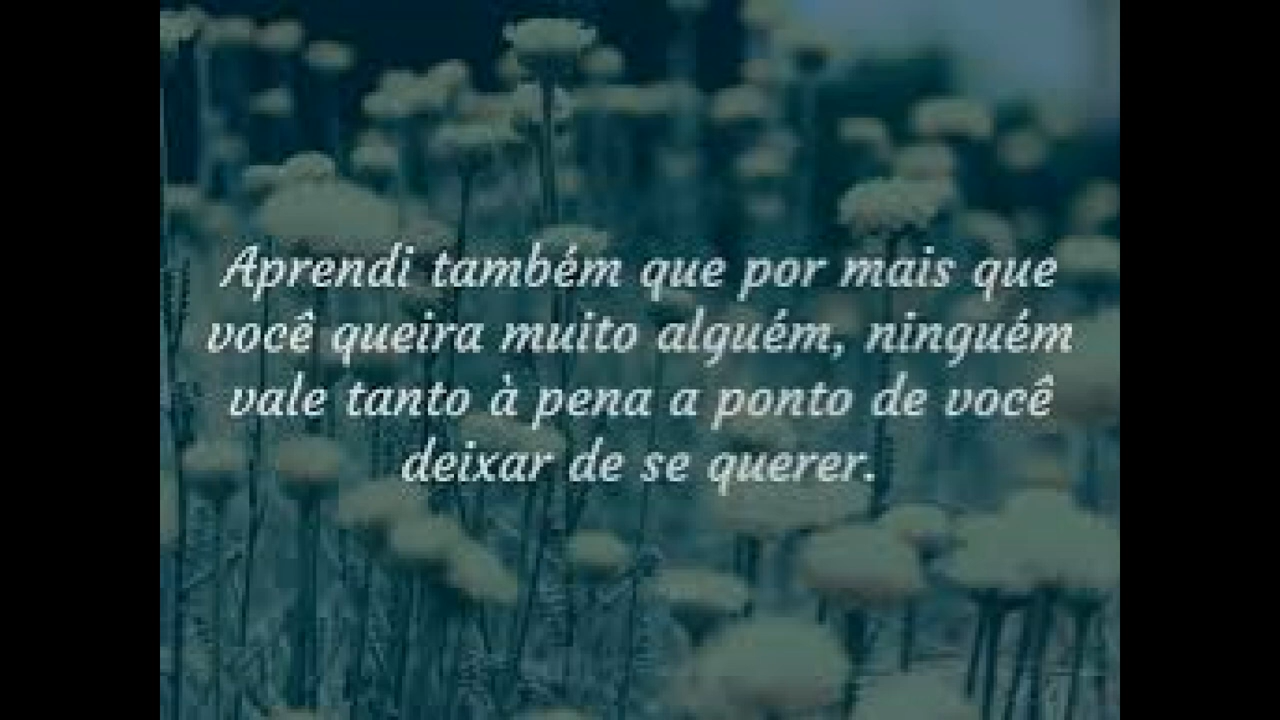 Aprendi também que por mais que
você queira muito alguém, ninguém
vale tanto à pena a ponto de você
deixar de se querer.